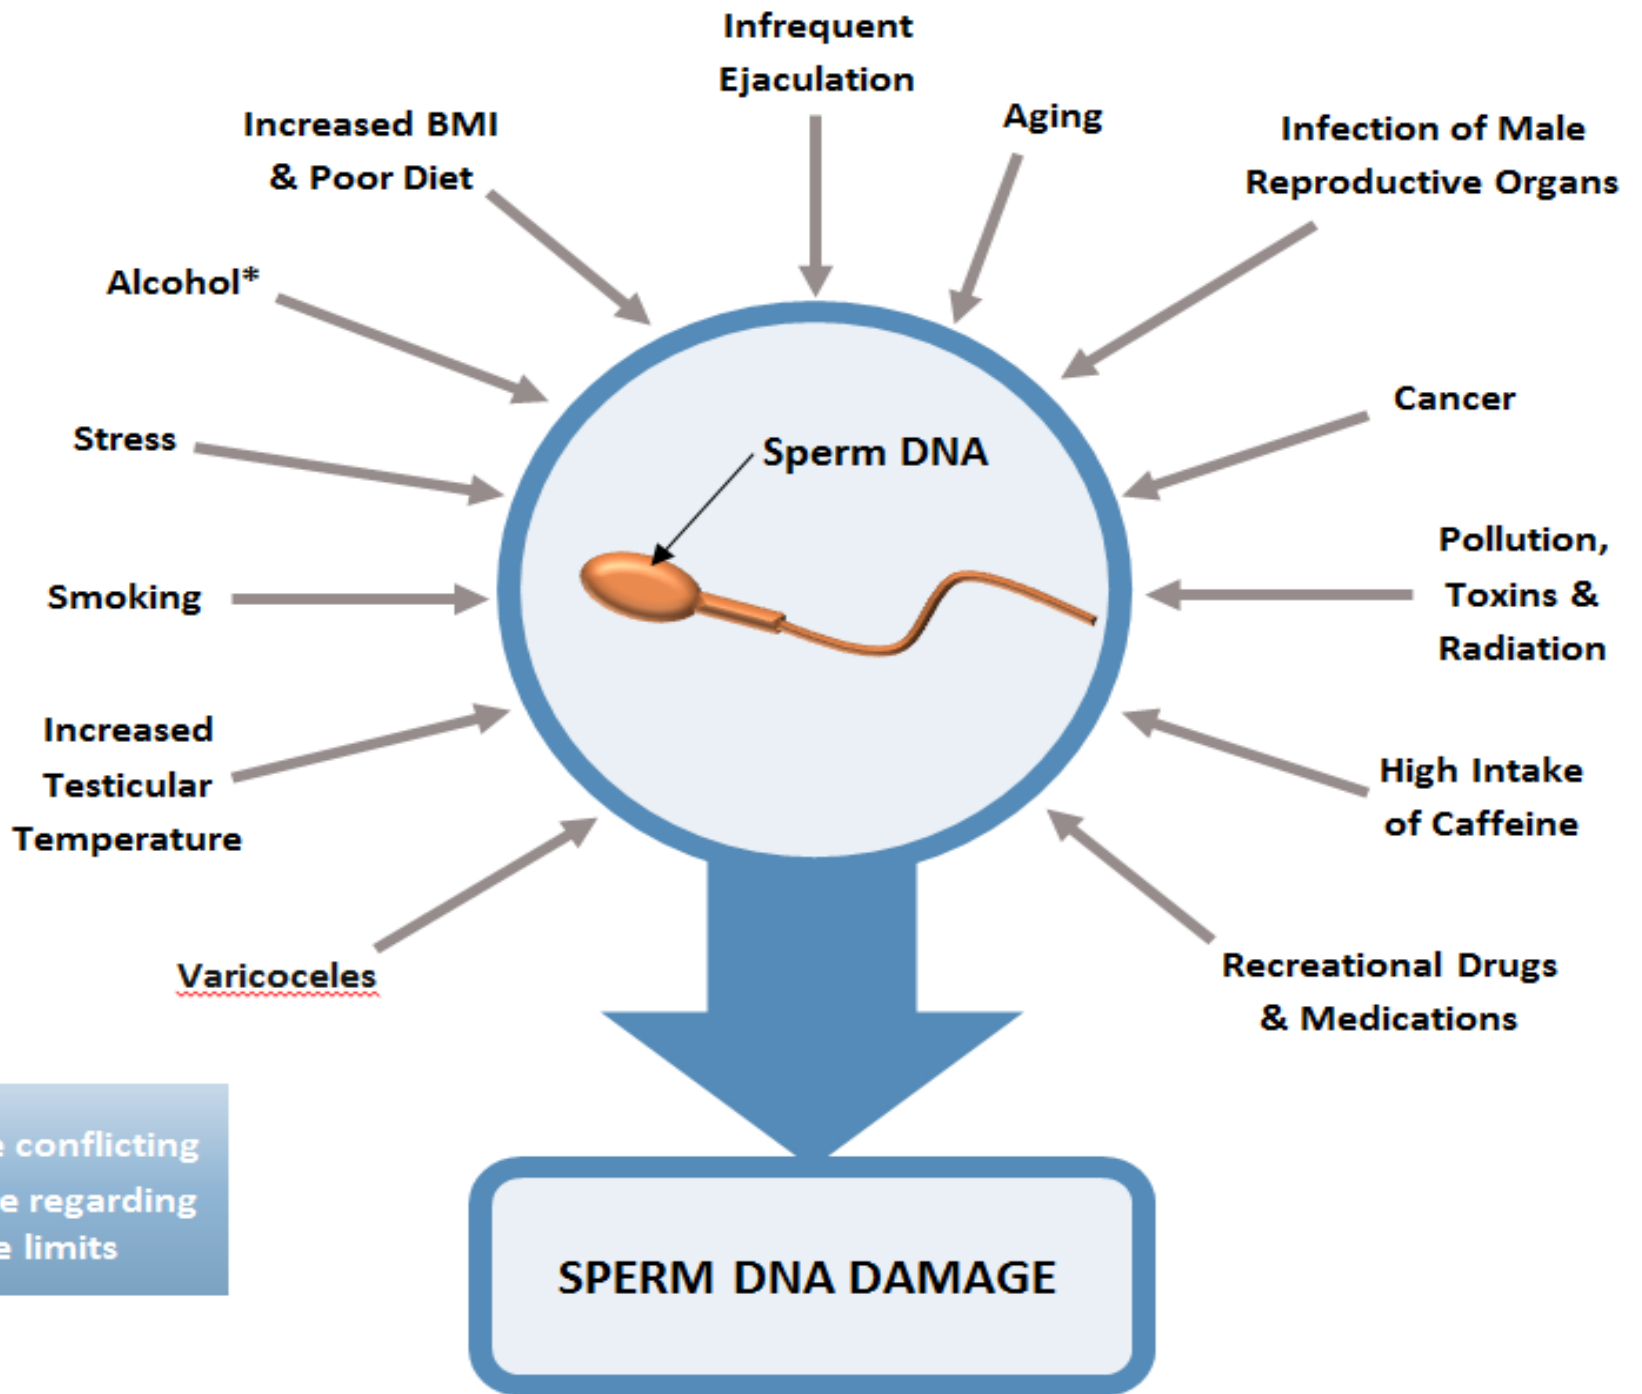 Infrequent
Ejaculation
Aging
Increased BMI
& Poor Diet
Infection of Male
Reproductive Organs
Alcohol*
Cancer
Stress
Sperm DNA
Pollution,
Toxins &
Radiation
Smoking
Increased
Testicular
Temperature
High Intake
of Caffeine
Varicoceles
Recreational Drugs
& Medications
conflicting
regarding
limits
SPERM DNA DAMAGE